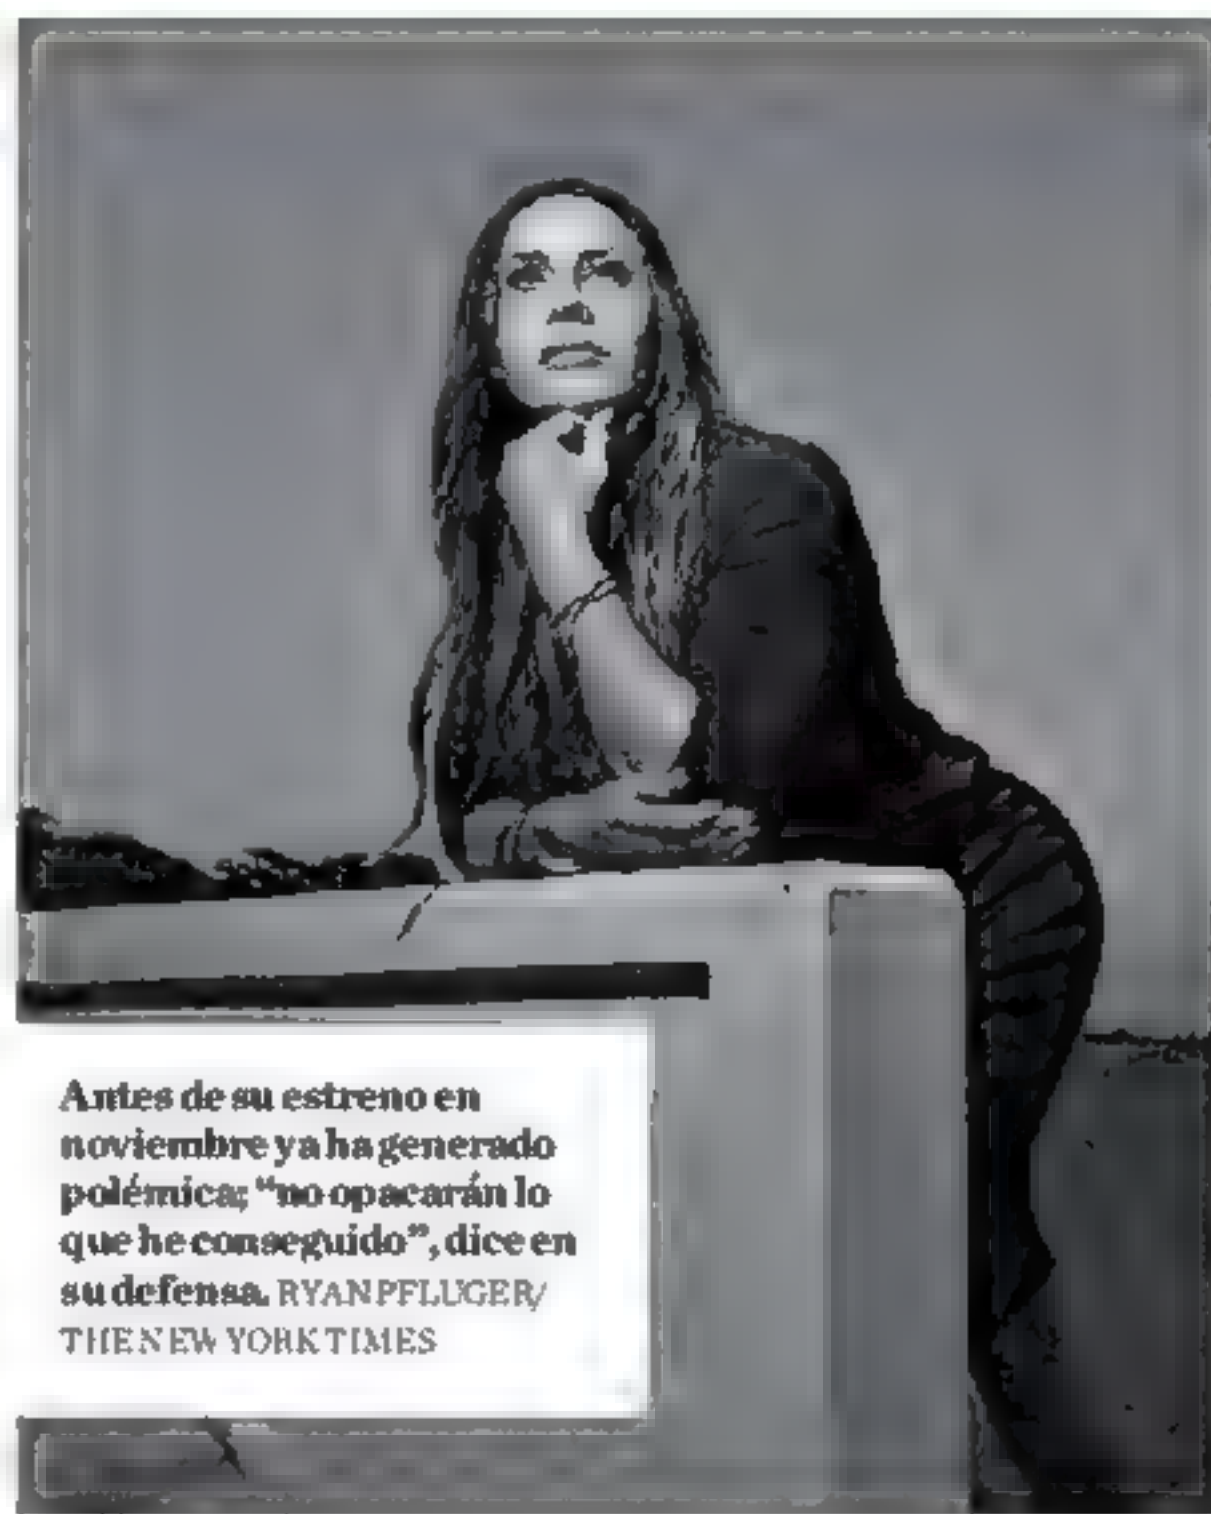 Antes de su estreno en
noviembre ya ha generado
polémica; “no opacarán lo
que he conseguido”, dice en
su defensa. RYAN PFLUGER/
THE NEW YORK TIMES